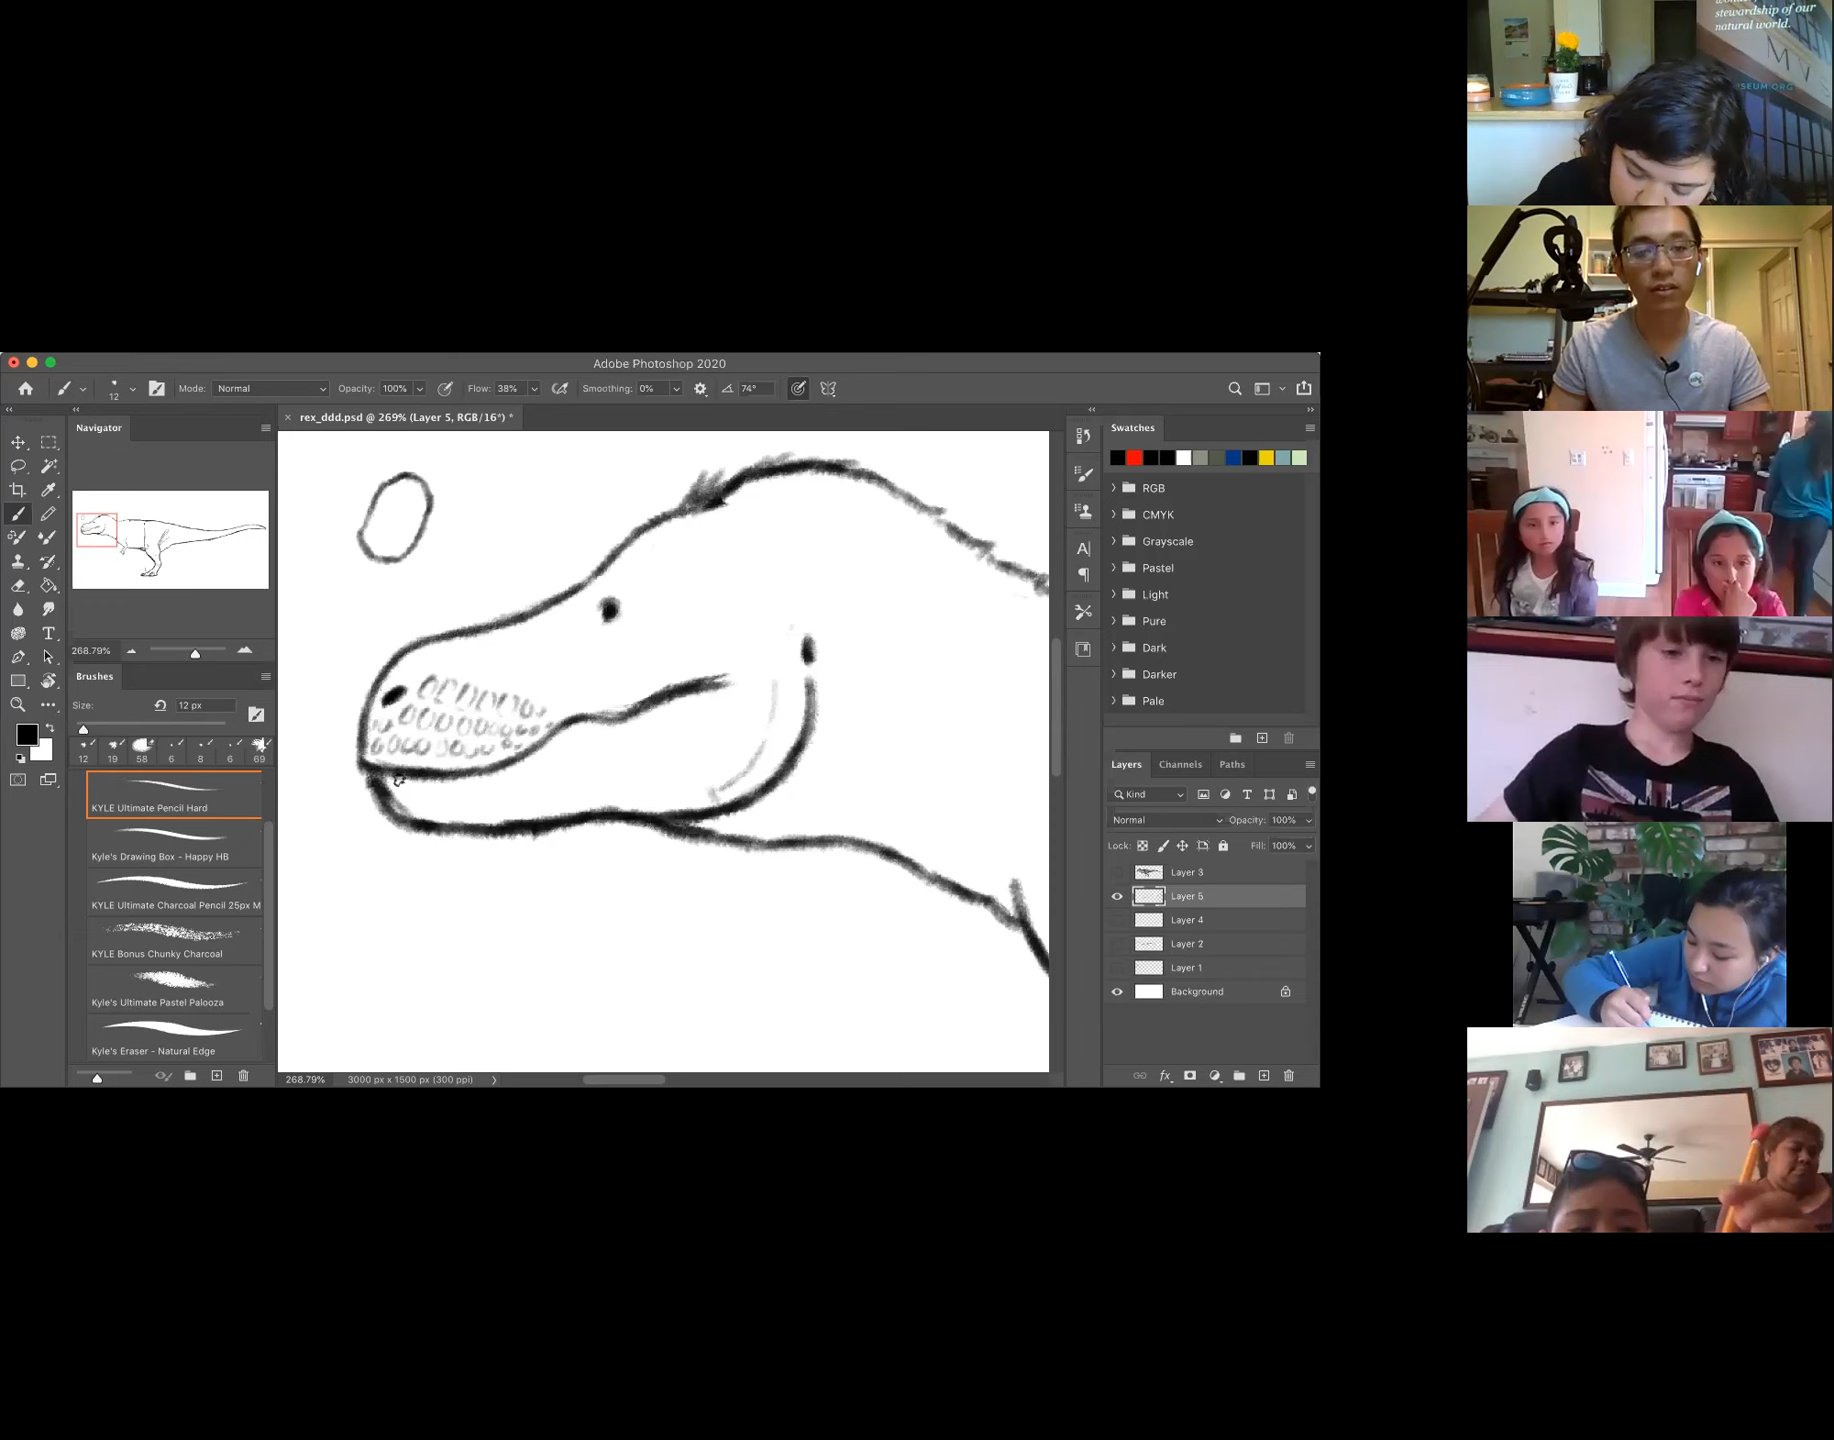 stewardship of our
natural world.
Adobe Photoshop 2020
12
Mode: Normal
Opacity: 100%
Flow: 38%
Smoothing: 0%
74°
rex_ddd.psd @ 269% (Layer 5, RGB/16*) *
Navigator
268.79%
Brushes
Size: 12 px
12 19 58 6 8 6 69
KYLE Ultimate Pencil Hard
Kyle's Drawing Box - Happy HB
KYLE Ultimate Charcoal Pencil 25px M
KYLE Bonus Chunky Charcoal
Kyle's Ultimate Pastel Palooza
Kyle's Eraser - Natural Edge
268.79% 3000 px x 1500 px (300 ppi)
Swatches
RGB
CMYK
Grayscale
Pastel
Light
Pure
Dark
Darker
Pale
Layers Channels Paths
Kind
Normal Opacity: 100%
Lock: Fill: 100%
Layer 3
Layer 5
Layer 4
Layer 2
Layer 1
Background
fx